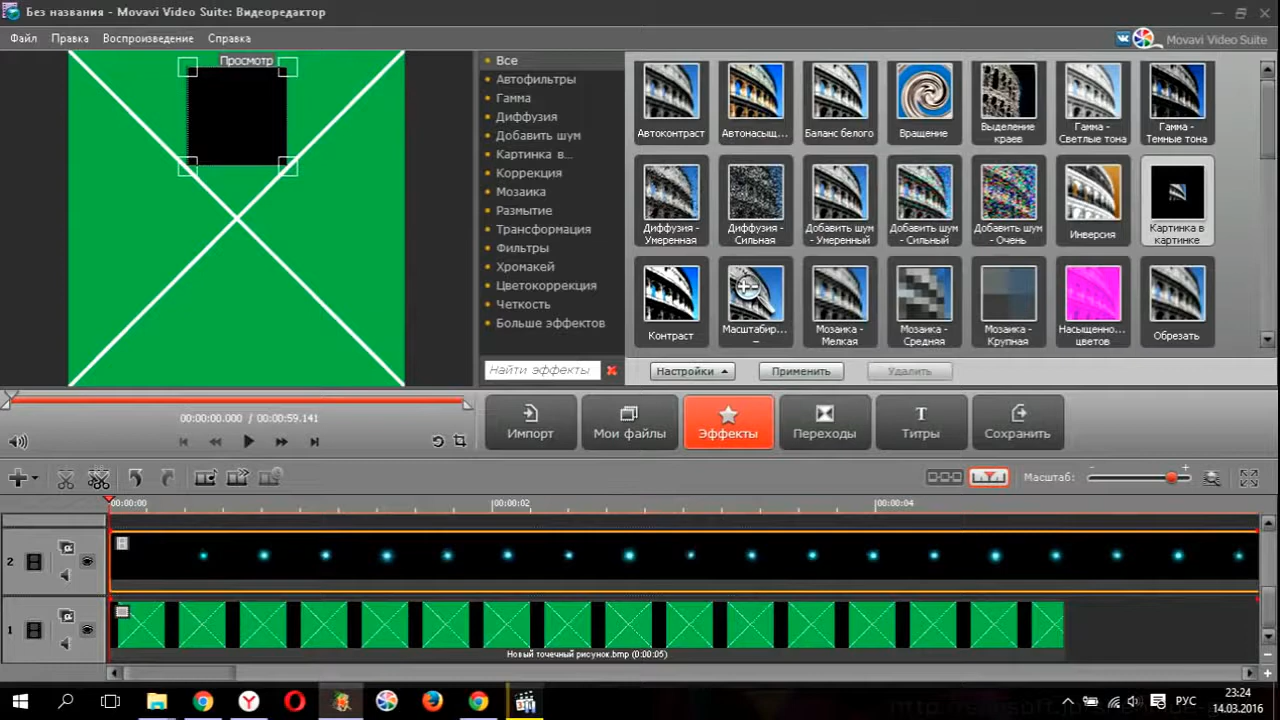 Без названия - Movavi Video Suite: Видеоредактор
Файл Правка Воспроизведение Справка
Movavi Video Suite
Просмотр
Все
Автофильтры
Гамма
Диффузия
Добавить шум
Картинка в...
Коррекция
Мозаика
Размытие
Трансформация
Фильтры
Хромакей
Цветокоррекция
Четкость
Больше эффектов
Найти эффекты
Автоконтраст
Автонасыщ...
Баланс белого
Вращение
Выделение
краев
Гамма -
Светлые тона
Гамма -
Темные тона
Диффузия -
Умеренная
Диффузия -
Сильная
Добавить шум
- Умеренный
Добавить шум
- Сильный
Добавить шум
- Очень
Инверсия
Картинка в
картинке
Контраст
Масштабир...
–
Мозаика -
Мелкая
Мозаика -
Средняя
Мозаика -
Крупная
Насыщенно...
цветов
Обрезать
Настройки Применить Удалить
00:00:00.000 / 00:00:59.141
Импорт Мои файлы Эффекты Переходы Титры Сохранить
Масштаб:
00:00:00 00:00:02 00:00:04
2
1
Новый точечный рисунок.bmp (0:00:05)
РУС
23:24
14.03.2016